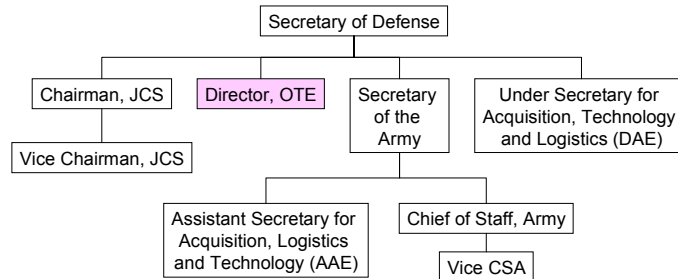 Secretary of Defense
Chairman, JCS
Director, OTE
Secretary
of the
Army
Under Secretary for
Acquisition, Technology
and Logistics (DAE)
Vice Chairman, JCS
Assistant Secretary for
Acquisition, Logistics
and Technology (AAE)
Chief of Staff, Army
Vice CSA